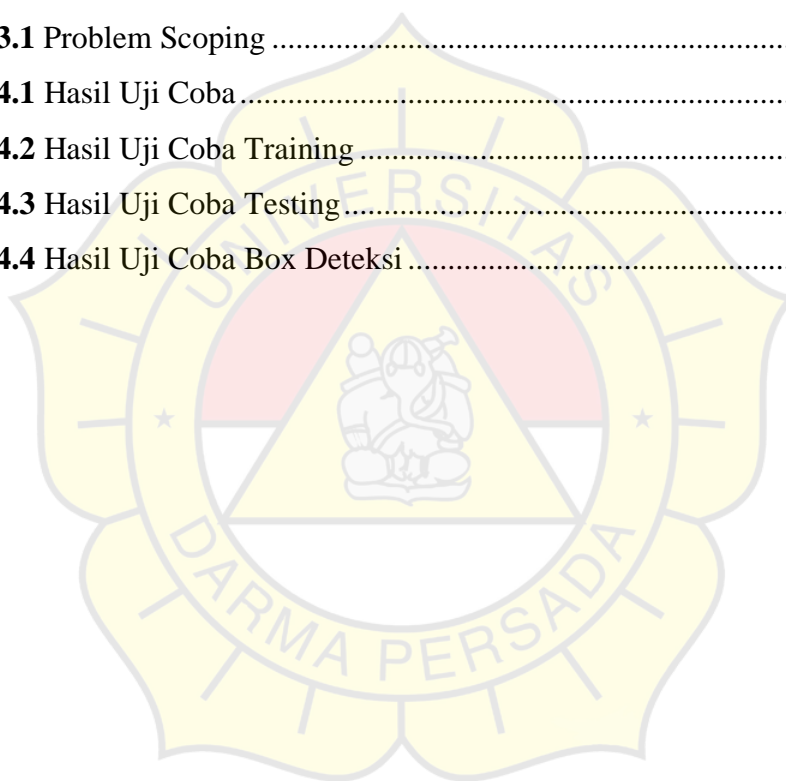 3.1 Problem Scoping ................................................................
4.1 Hasil Uji Coba ....................................................................
4.2 Hasil Uji Coba Training .....................................................
4.3 Hasil Uji Coba Testing .......................................................
4.4 Hasil Uji Coba Box Deteksi ...............................................
UNIVERSITAS
DARMA PERSADA